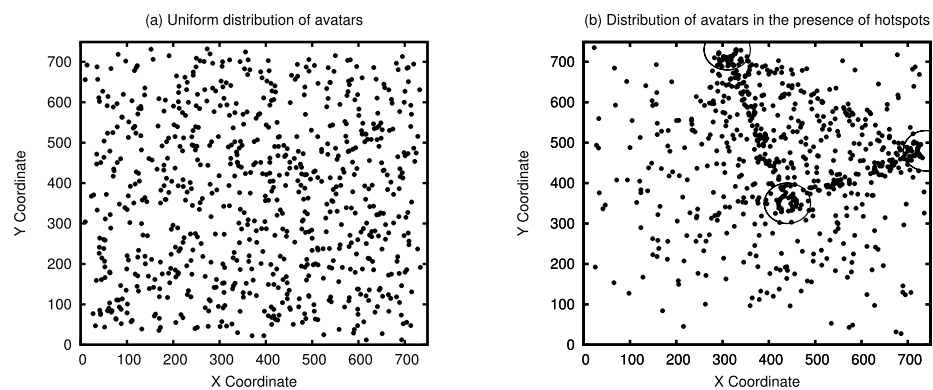 (a) Uniform distribution of avatars
700
600
500
400
300
200
100
0
0 100 200 300 400 500 600 700
X Coordinate
Y Coordinate
(b) Distribution of avatars in the presence of hotspots
700
600
500
400
300
200
100
0
0 100 200 300 400 500 600 700
X Coordinate
Y Coordinate